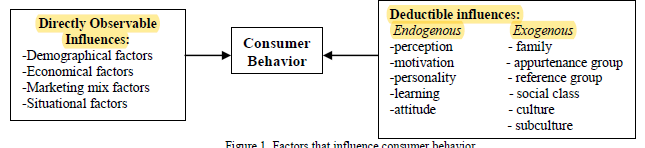 Directly Observable
Influences:
-Demographical factors
-Economical factors
-Marketing mix factors
-Situational factors
Consumer
Behavior
Deductible influences:
Endogenous Exogenous
-perception - family
-motivation - appurtenance group
-personality - reference group
-learning - social class
-attitude - culture
- subculture
Figure 1. Factors that influence consumer behavior